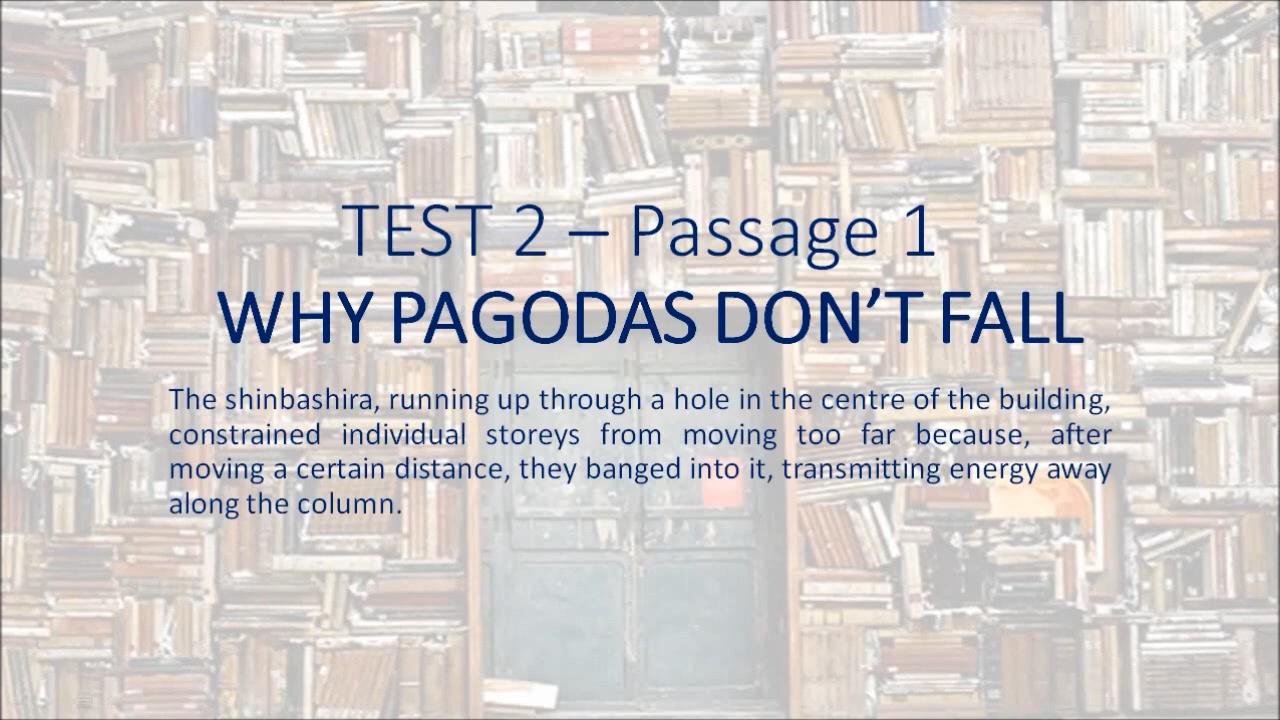 TEST 2 – Passage 1
WHY PAGODAS DON’T FALL
The shinbashira, running up through a hole in the centre of the building,
constrained individual storeys from moving too far because, after
moving a certain distance, they banged into it, transmitting energy away
along the column.